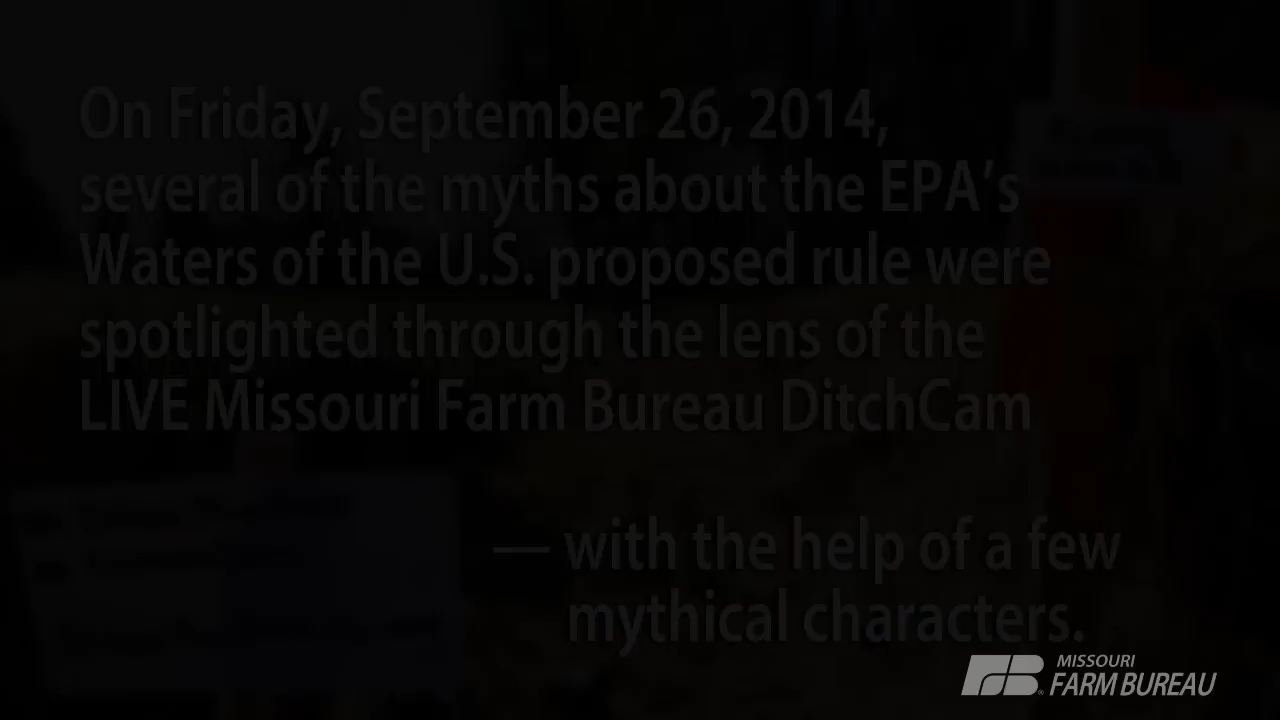 On Friday, September 26, 2014,
several of the myths about the EPA's
Waters of the U.S. proposed rule were
spotlighted through the lens of the
LIVE Missouri Farm Bureau DitchCam
— with the help of a few
mythical characters.
MISSOURI
FARM BUREAU